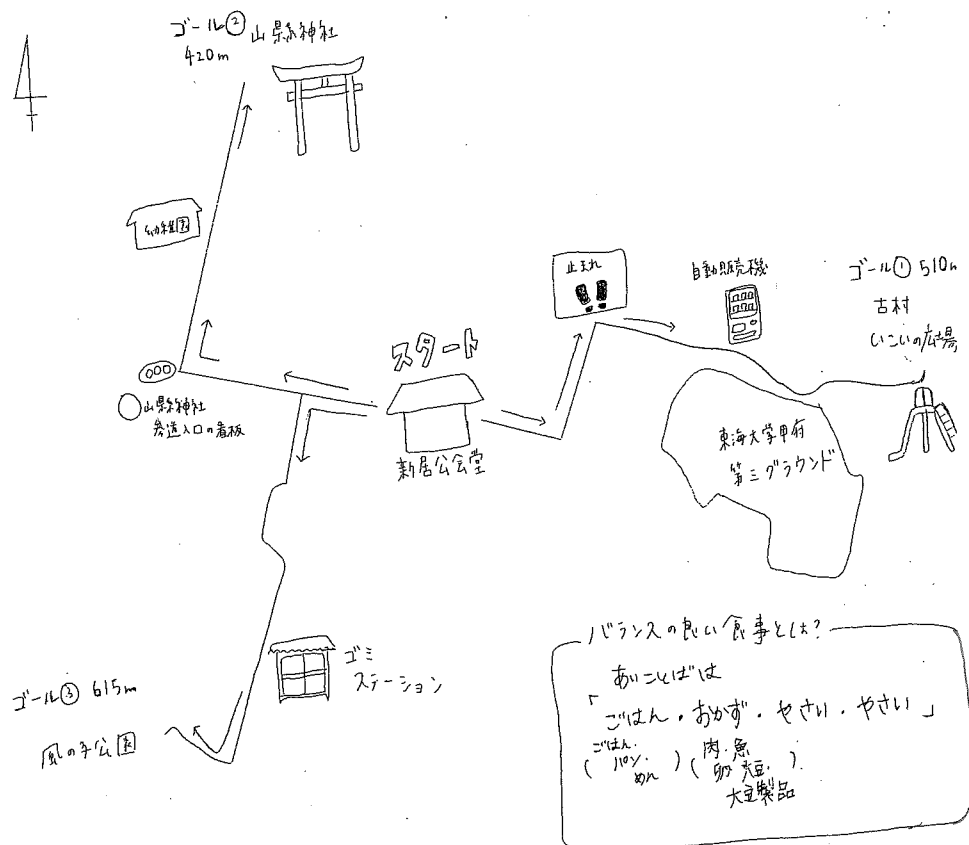 ゴール② 山縣神社
420m
幼稚園
止まれ
自動販売機
ゴール① 510m
古村
いこいの広場
スタート
新居公会堂
○山縣神社
参道入口の看板
東海大学甲府
第三グラウンド
ゴミ
ステーション
ゴール③ 615m
風の子公園
バランスの良い食事とは?
あいことばは
「ごはん・おかず・やさい・やさい」
(ごはん・
パン・
めん)
(肉・魚
卵・大豆・
大豆製品)